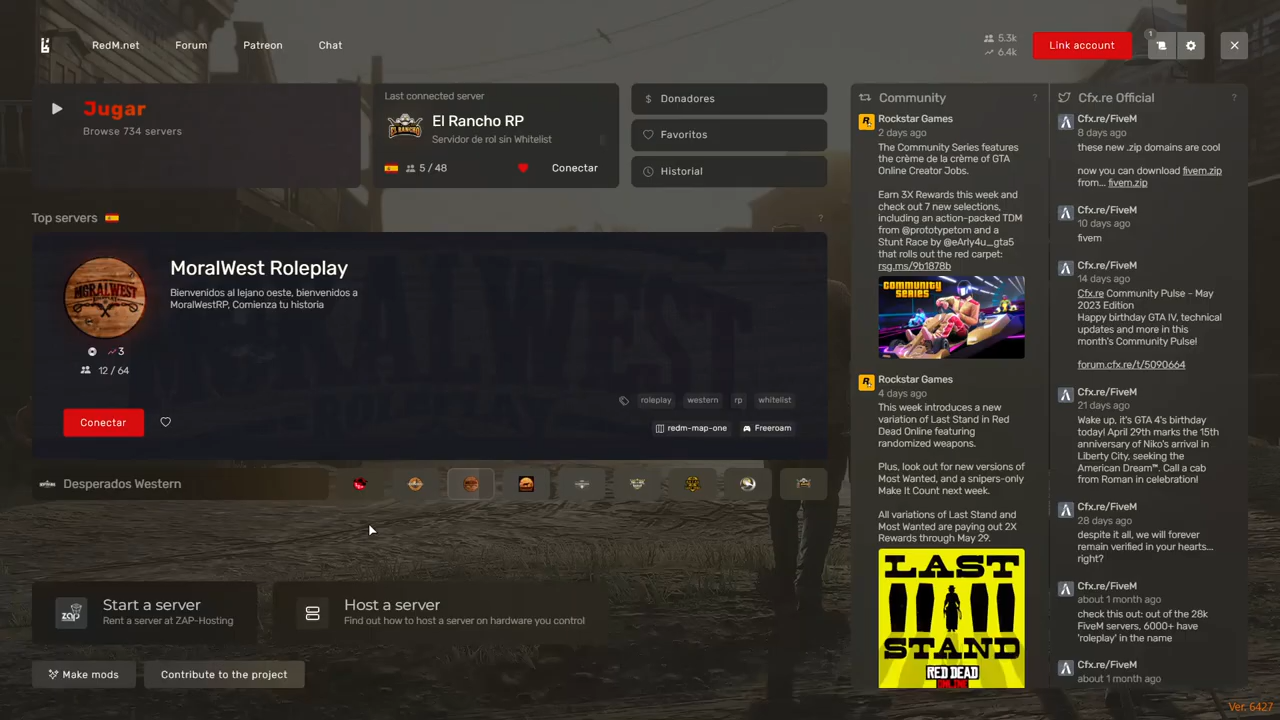 RedM.net
Forum
Patreon
Chat
5.3k
6.4k
Link account
1
Jugar
Browse 734 servers
Last connected server
El Rancho RP
Servidor de rol sin Whitelist
5 / 48
Conectar
Donadores
Favoritos
Historial
Top servers
?
MORALWEST
MoralWest Roleplay
Bienvenidos al lejano oeste, bienvenidos a
MoralWestRP, Comienza tu historia
3
12 / 64
Conectar
roleplay
western
rp
whitelist
redm-map-one
Freeroam
Desperados Western
Start a server
Rent a server at ZAP-Hosting
Host a server
Find out how to host a server on hardware you control
Make mods
Contribute to the project
Community
?
Rockstar Games
2 days ago
The Community Series features
the crème de la crème of GTA
Online Creator Jobs.
Earn 3X Rewards this week and
check out 7 new selections,
including an action-packed TDM
from @prototypetom and a
Stunt Race by @eArly4u_gta5
that rolls out the red carpet:
rsg.ms/9b1878b
COMMUNITY
SERIES
Rockstar Games
4 days ago
This week introduces a new
variation of Last Stand in Red
Dead Online featuring
randomized weapons.
Plus, look out for new versions of
Most Wanted, and a snipers-only
Make It Count next week.
All variations of Last Stand and
Most Wanted are paying out 2X
Rewards through May 29.
LAST
STAND
RED DEAD
ONLINE
Cfx.re Official
?
Cfx.re/FiveM
8 days ago
these new .zip domains are cool
now you can download fivem.zip
from... fivem.zip
Cfx.re/FiveM
10 days ago
fivem
Cfx.re/FiveM
14 days ago
Cfx.re Community Pulse – May
2023 Edition
Happy birthday GTA IV, technical
updates and more in this
month's Community Pulse!
forum.cfx.re/t/5090664
Cfx.re/FiveM
21 days ago
Wake up, it's GTA 4's birthday
today! April 29th marks the 15th
anniversary of Niko's arrival in
Liberty City, seeking the
American Dream™. Call a cab
from Roman in celebration!
Cfx.re/FiveM
28 days ago
despite it all, we will forever
remain verified in your hearts...
right?
Cfx.re/FiveM
about 1 month ago
check this out: out of the 28k
FiveM servers, 6000+ have
'roleplay' in the name
Cfx.re/FiveM
about 1 month ago
Ver. 6427